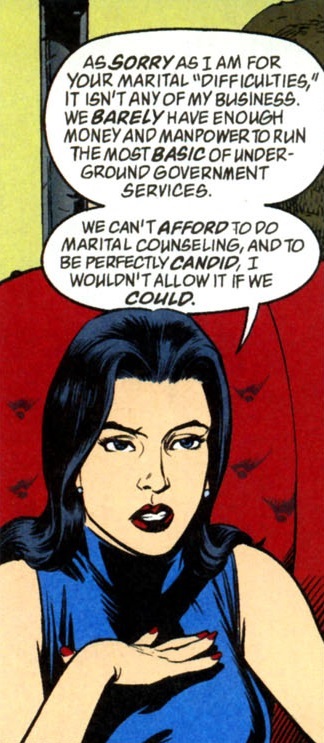 AS SORRY AS I AM FOR
YOUR MARITAL "DIFFICULTIES,"
IT ISN'T ANY OF MY BUSINESS.
WE BARELY HAVE ENOUGH
MONEY AND MANPOWER TO RUN
THE MOST BASIC OF UNDER-
GROUND GOVERNMENT
SERVICES.
WE CAN'T AFFORD TO DO
MARITAL COUNSELING, AND TO
BE PERFECTLY CANDID, I
WOULDN'T ALLOW IT IF WE
COULD.